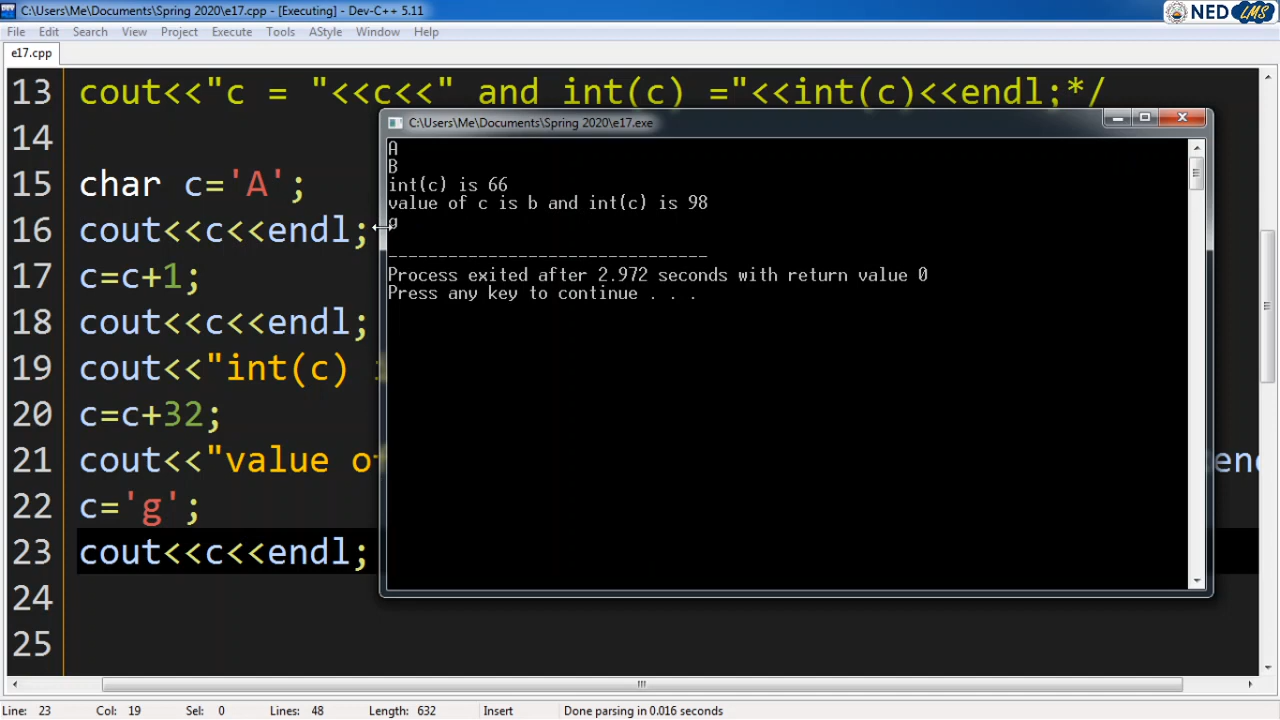 C:\Users\Me\Documents\Spring 2020\e17.cpp - [Executing] - Dev-C++ 5.11
NED LMS
File Edit Search View Project Execute Tools AStyle Window Help
e17.cpp
13 cout<<"c = "<<c<<" and int(c) ="<<int(c)<<endl;*/
14
15 char c='A';
16 cout<<c<<endl;
17 c=c+1;
18 cout<<c<<endl;
19 cout<<"int(c)
20 c=c+32;
21 cout<<"value of
22 c='g';
23 cout<<c<<endl;
24
25
C:\Users\Me\Documents\Spring 2020\e17.exe
A
B
int(c) is 66
value of c is b and int(c) is 98
g
--------------------------------
Process exited after 2.972 seconds with return value 0
Press any key to continue . . .
Line: 23 Col: 19 Sel: 0 Lines: 48 Length: 632 Insert Done parsing in 0.016 seconds